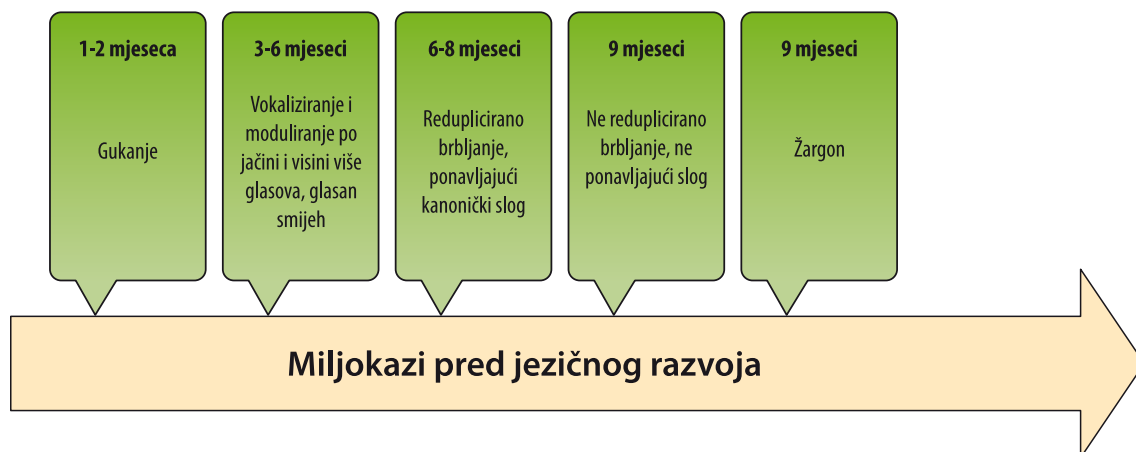 1-2 mjeseca
Gukanje
3-6 mjeseci
Vokaliziranje i
moduliranje po
jačini i visini više
glasova, glasan
smijeh
6-8 mjeseci
Reduplicirano
brbljanje,
ponavljajući
kanonički slog
9 mjeseci
Ne reduplicirano
brbljanje, ne
ponavljajući slog
9 mjeseci
Žargon
Miljokazi pred jezičnog razvoja